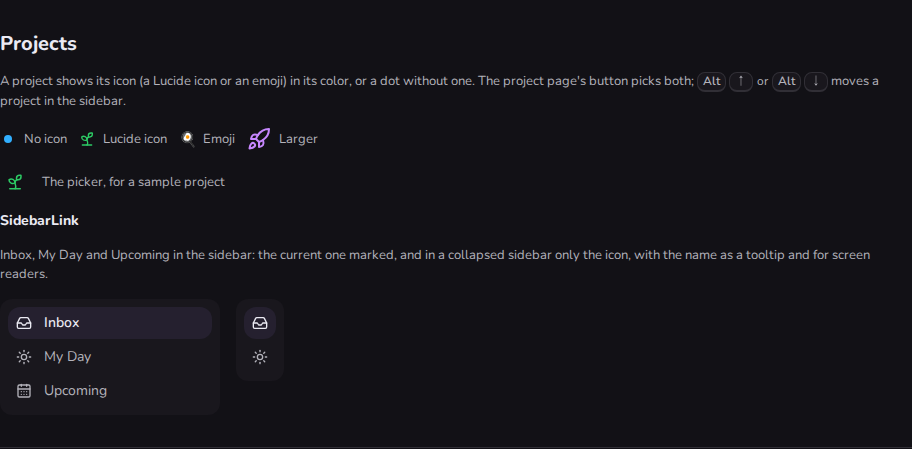 Projects
A project shows its icon (a Lucide icon or an emoji) in its color, or a dot without one. The project page's button picks both; Alt ↑ or Alt ↓ moves a
project in the sidebar.
No icon Lucide icon Emoji Larger
The picker, for a sample project
SidebarLink
Inbox, My Day and Upcoming in the sidebar: the current one marked, and in a collapsed sidebar only the icon, with the name as a tooltip and for screen
readers.
Inbox
My Day
Upcoming